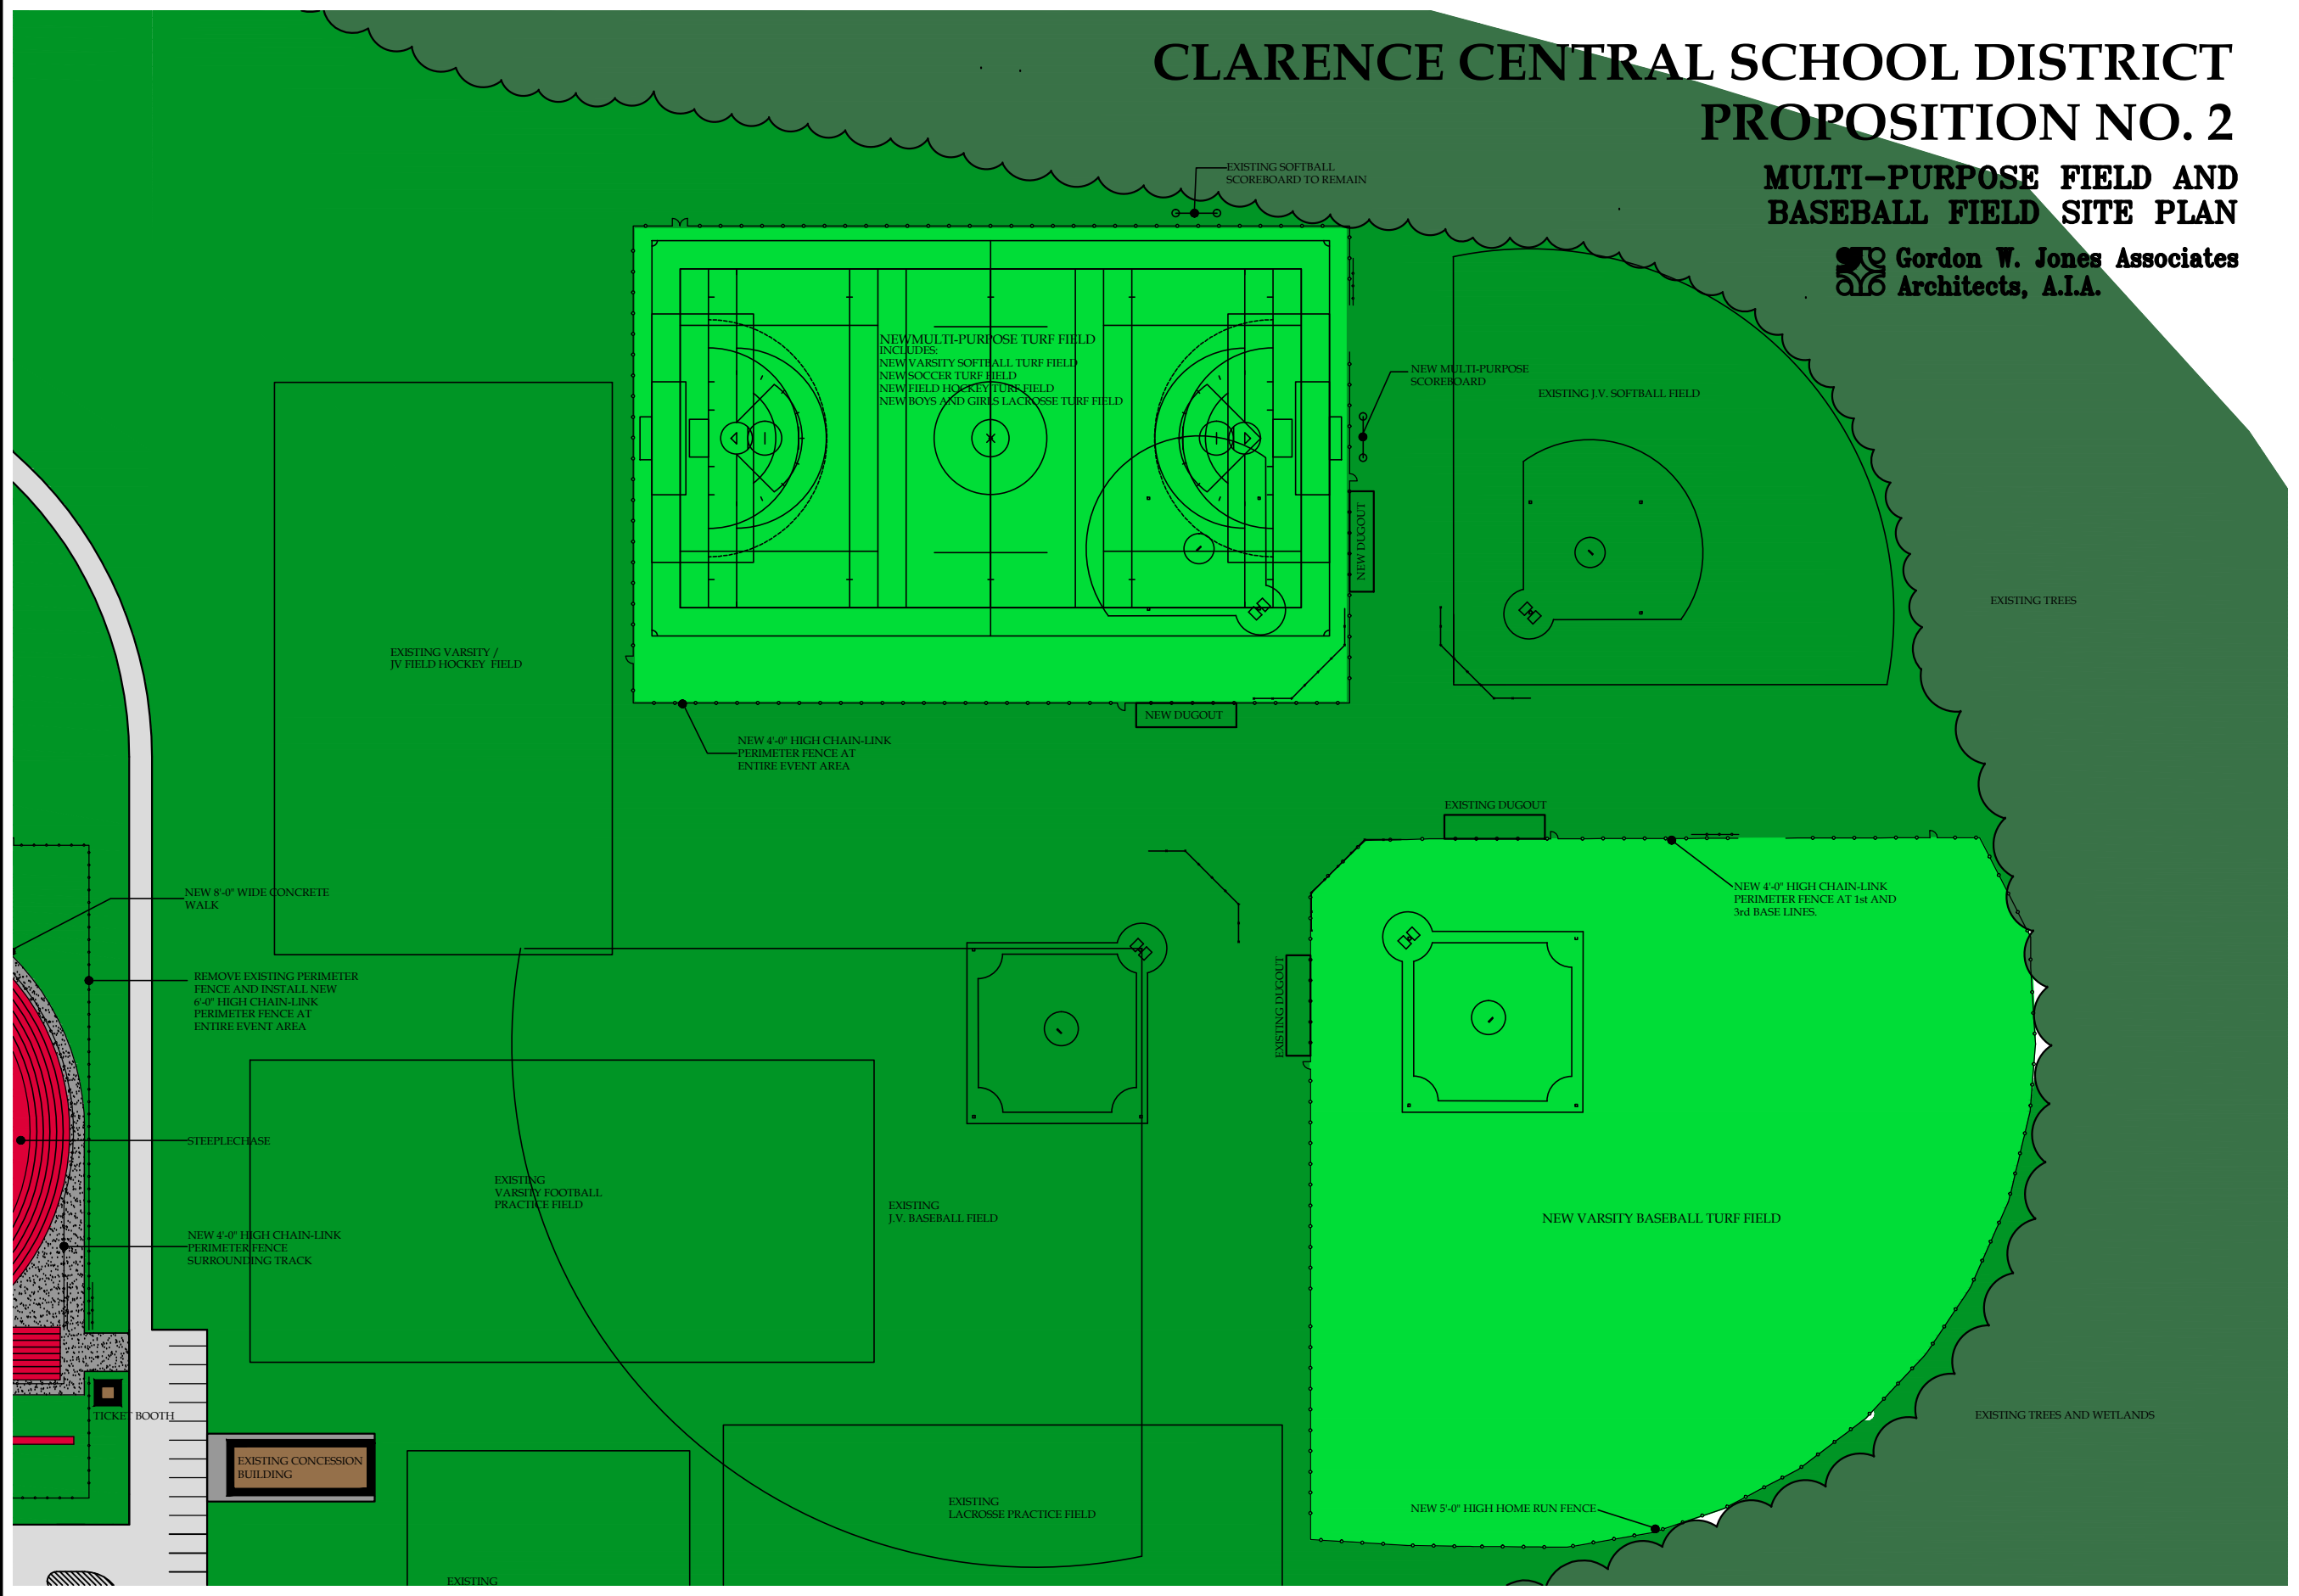 CLARENCE CENTRAL SCHOOL DISTRICT
PROPOSITION NO. 2
MULTI-PURPOSE FIELD AND
BASEBALL FIELD SITE PLAN
Gordon W. Jones Associates
Architects, A.I.A.
EXISTING SOFTBALL
SCOREBOARD TO REMAIN
NEWMULTI-PURPOSE TURF FIELD
INCLUDES:
NEW VARSITY SOFTBALL TURF FIELD
NEW SOCCER TURF FIELD
NEW FIELD HOCKEY TURF FIELD
NEW BOYS AND GIRLS LACROSSE TURF FIELD
NEW MULTI-PURPOSE
SCOREBOARD
EXISTING J.V. SOFTBALL FIELD
NEW DUGOUT
EXISTING TREES
EXISTING VARSITY /
JV FIELD HOCKEY FIELD
NEW DUGOUT
NEW 4'-0" HIGH CHAIN-LINK
PERIMETER FENCE AT
ENTIRE EVENT AREA
EXISTING DUGOUT
NEW 8'-0" WIDE CONCRETE
WALK
NEW 4'-0" HIGH CHAIN-LINK
PERIMETER FENCE AT 1st AND
3rd BASE LINES.
REMOVE EXISTING PERIMETER
FENCE AND INSTALL NEW
6'-0" HIGH CHAIN-LINK
PERIMETER FENCE AT
ENTIRE EVENT AREA
EXISTING DUGOUT
STEEPLECHASE
EXISTING
VARSITY FOOTBALL
PRACTICE FIELD
EXISTING
J.V. BASEBALL FIELD
NEW VARSITY BASEBALL TURF FIELD
NEW 4'-0" HIGH CHAIN-LINK
PERIMETER FENCE
SURROUNDING TRACK
TICKET BOOTH
EXISTING TREES AND WETLANDS
EXISTING CONCESSION
BUILDING
EXISTING
LACROSSE PRACTICE FIELD
NEW 5'-0" HIGH HOME RUN FENCE
EXISTING